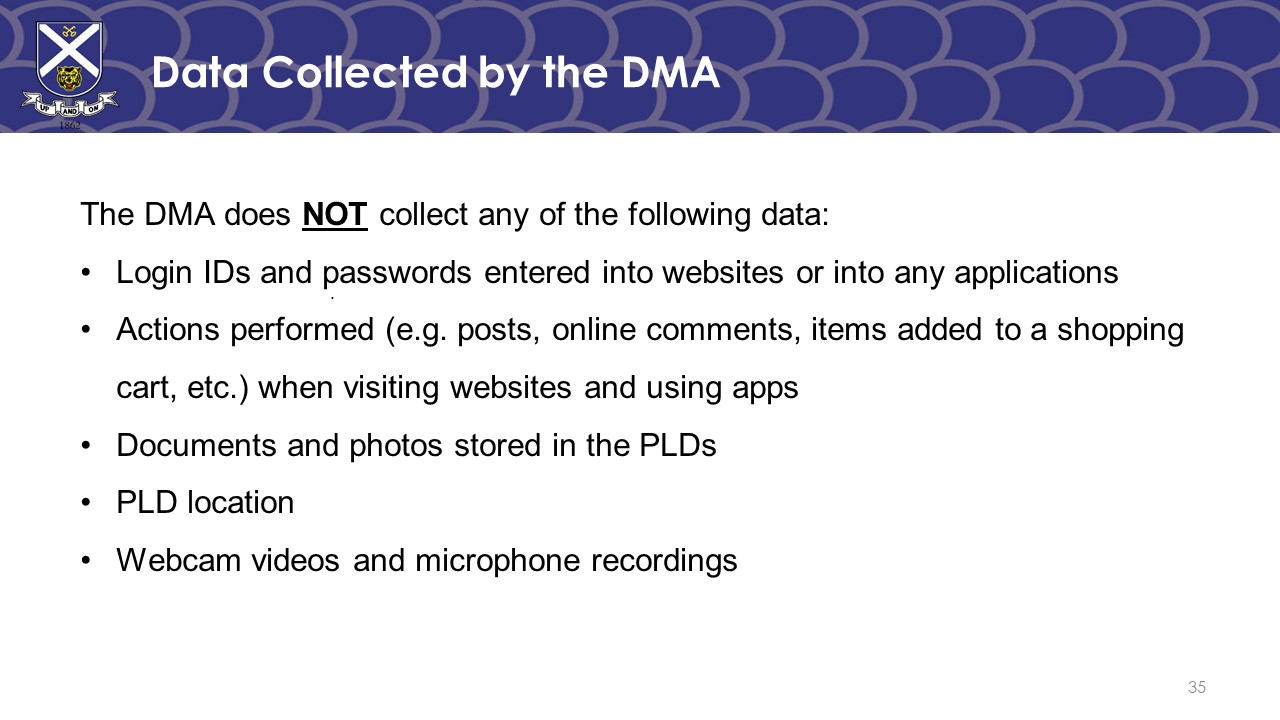 Data Collected by the DMA
UP AND ON
1862
The DMA does NOT collect any of the following data:
• Login IDs and passwords entered into websites or into any applications
• Actions performed (e.g. posts, online comments, items added to a shopping
cart, etc.) when visiting websites and using apps
• Documents and photos stored in the PLDs
• PLD location
• Webcam videos and microphone recordings
35